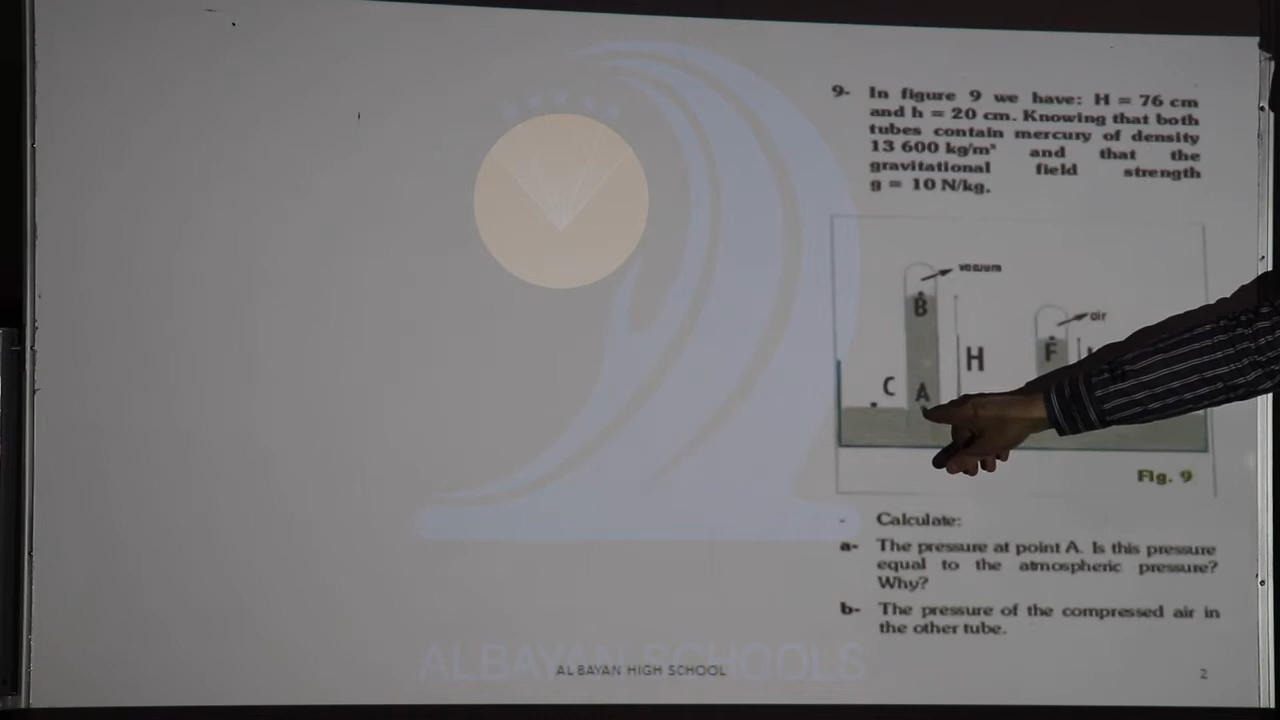 9- In figure 9 we have: H = 76 cm
and h = 20 cm. Knowing that both
tubes contain mercury of density
13 600 kg/m³ and that the
gravitational field strength
g = 10 N/kg.
vacuum
B
air
F
H
C
A
Fig. 9
- Calculate:
a- The pressure at point A. Is this pressure
equal to the atmospheric pressure?
Why?
b- The pressure of the compressed air in
the other tube.
ALBAYAN SCHOOLS
AL BAYAN HIGH SCHOOL
2